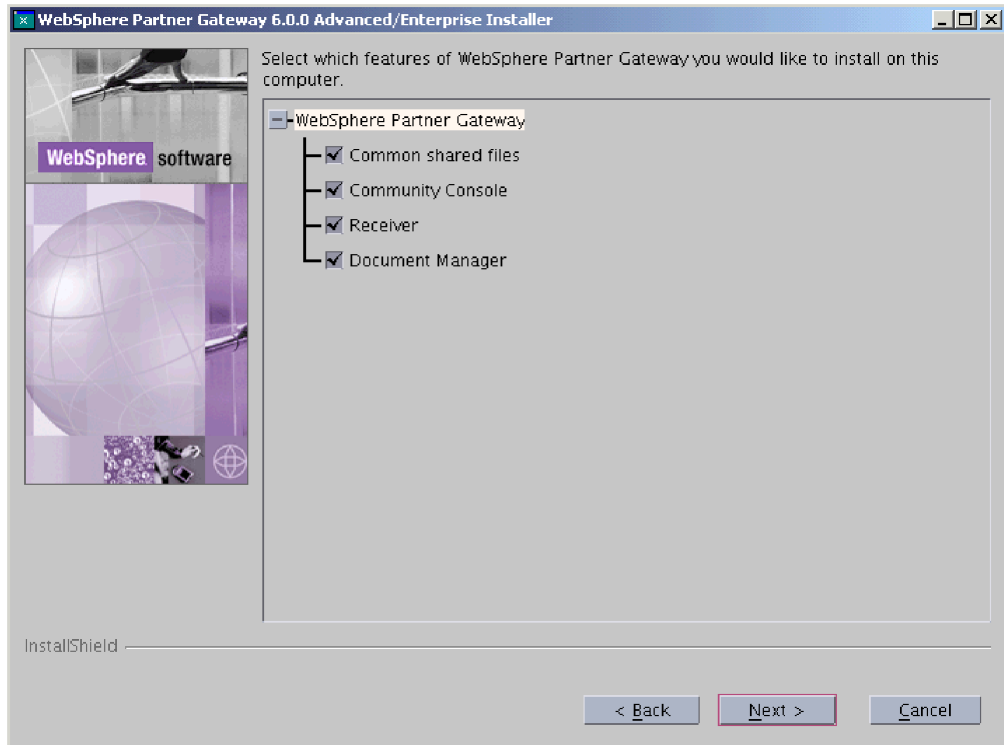 WebSphere Partner Gateway 6.0.0 Advanced/Enterprise Installer
Select which features of WebSphere Partner Gateway you would like to install on this
computer.
WebSphere software
WebSphere Partner Gateway
Common shared files
Community Console
Receiver
Document Manager
InstallShield
< Back
Next >
Cancel